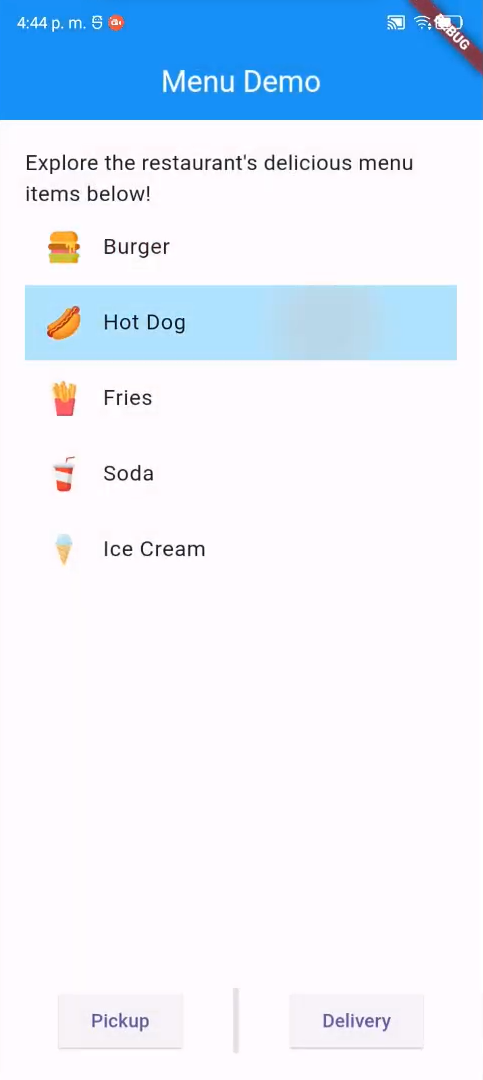 4:44 p. m.
DEBUG
Menu Demo
Explore the restaurant's delicious menu
items below!
Burger
Hot Dog
Fries
Soda
Ice Cream
Pickup
Delivery